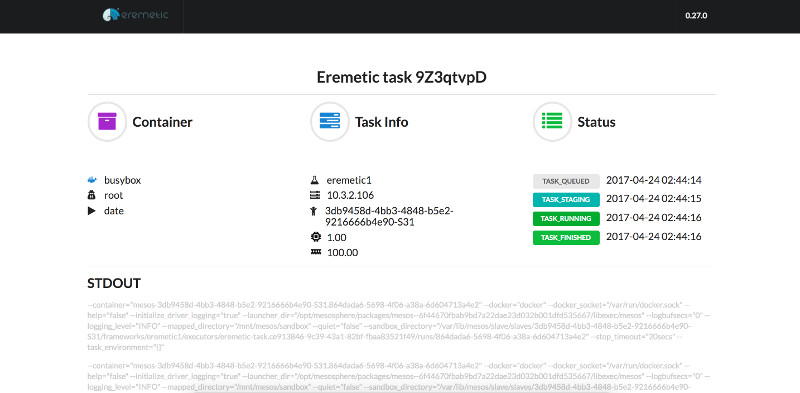 eremetic
0.27.0
Eremetic task 9Z3qtvpD
Container
Task Info
Status
busybox
root
date
eremetic1
10.3.2.106
3db9458d-4bb3-4848-b5e2-
9216666b4e90-S31
1.00
100.00
TASK_QUEUED 2017-04-24 02:44:14
TASK_STAGING 2017-04-24 02:44:15
TASK_RUNNING 2017-04-24 02:44:16
TASK_FINISHED 2017-04-24 02:44:16
STDOUT
--container="mesos-3db9458d-4bb3-4848-b5e2-9216666b4e90-S31.864dada6-5698-4f06-a38a-6d604713a4e2" --docker="docker" --docker_socket="/var/run/docker.sock" --
help="false" --initialize_driver_logging="true" --launcher_dir="/opt/mesosphere/packages/mesos--6f44670fbab9bd7a22dae23d032b001dfd535667/libexec/mesos" --logbufsecs="0" --
logging_level="INFO" --mapped_directory="/mnt/mesos/sandbox" --quiet="false" --sandbox_directory="/var/lib/mesos/slave/slaves/3db9458d-4bb3-4848-b5e2-9216666b4e90-
S31/frameworks/eremetic1/executors/eremetic-task.ce913846-9c39-43a1-82bf-fbaa83521f49/runs/864dada6-5698-4f06-a38a-6d604713a4e2" --stop_timeout="20secs" --
task_environment="{}"
--container="mesos-3db9458d-4bb3-4848-b5e2-9216666b4e90-S31.864dada6-5698-4f06-a38a-6d604713a4e2" --docker="docker" --docker_socket="/var/run/docker.sock" --
help="false" --initialize_driver_logging="true" --launcher_dir="/opt/mesosphere/packages/mesos--6f44670fbab9bd7a22dae23d032b001dfd535667/libexec/mesos" --logbufsecs="0" --
logging_level="INFO" --mapped_directory="/mnt/mesos/sandbox" --quiet="false" --sandbox_directory="/var/lib/mesos/slave/slaves/3db9458d-4bb3-4848-b5e2-9216666b4e90-